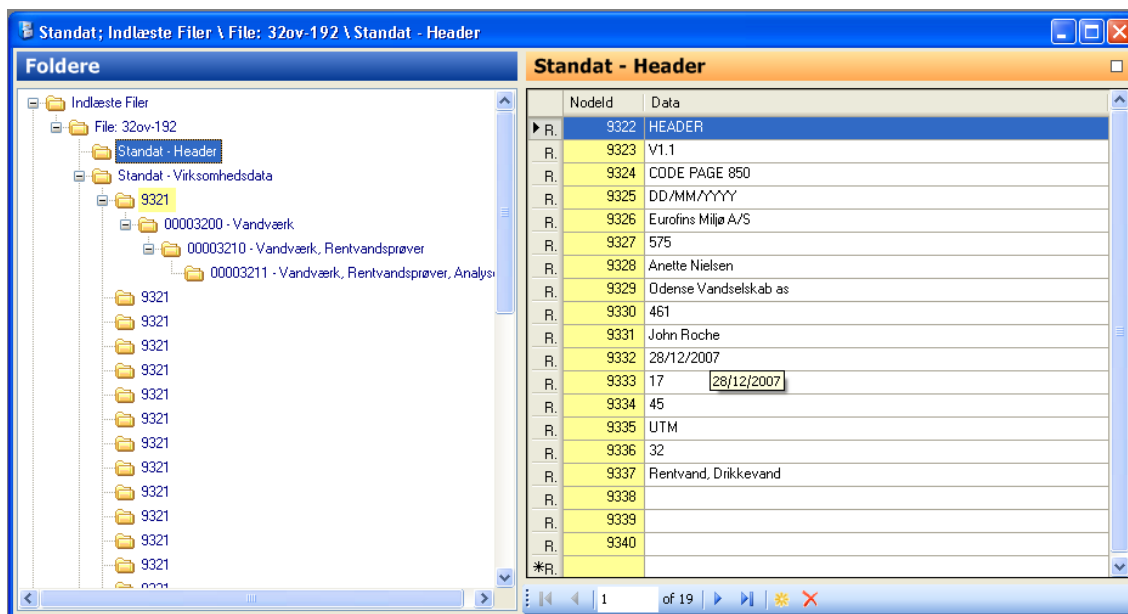 Standat; Indlæste Filer \ File: 32ov-192 \ Standat - Header
Foldere
Indlæste Filer
File: 32ov-192
Standat - Header
Standat - Virksomhedsdata
9321
00003200 - Vandværk
00003210 - Vandværk, Rentvandsprøver
00003211 - Vandværk, Rentvandsprøver, Analyse
9321
9321
9321
9321
9321
9321
9321
9321
9321
9321
9321
9321
9321
Standat - Header
NodeId Data
R. 9322 HEADER
R. 9323 V1.1
R. 9324 CODE PAGE 850
R. 9325 DD/MM/YYYY
R. 9326 Eurofins Miljø A/S
R. 9327 575
R. 9328 Anette Nielsen
R. 9329 Odense Vandselskab as
R. 9330 461
R. 9331 John Roche
R. 9332 28/12/2007
R. 9333 17 28/12/2007
R. 9334 45
R. 9335 UTM
R. 9336 32
R. 9337 Rentvand, Drikkevand
R. 9338
R. 9339
R. 9340
*R.
1 of 19